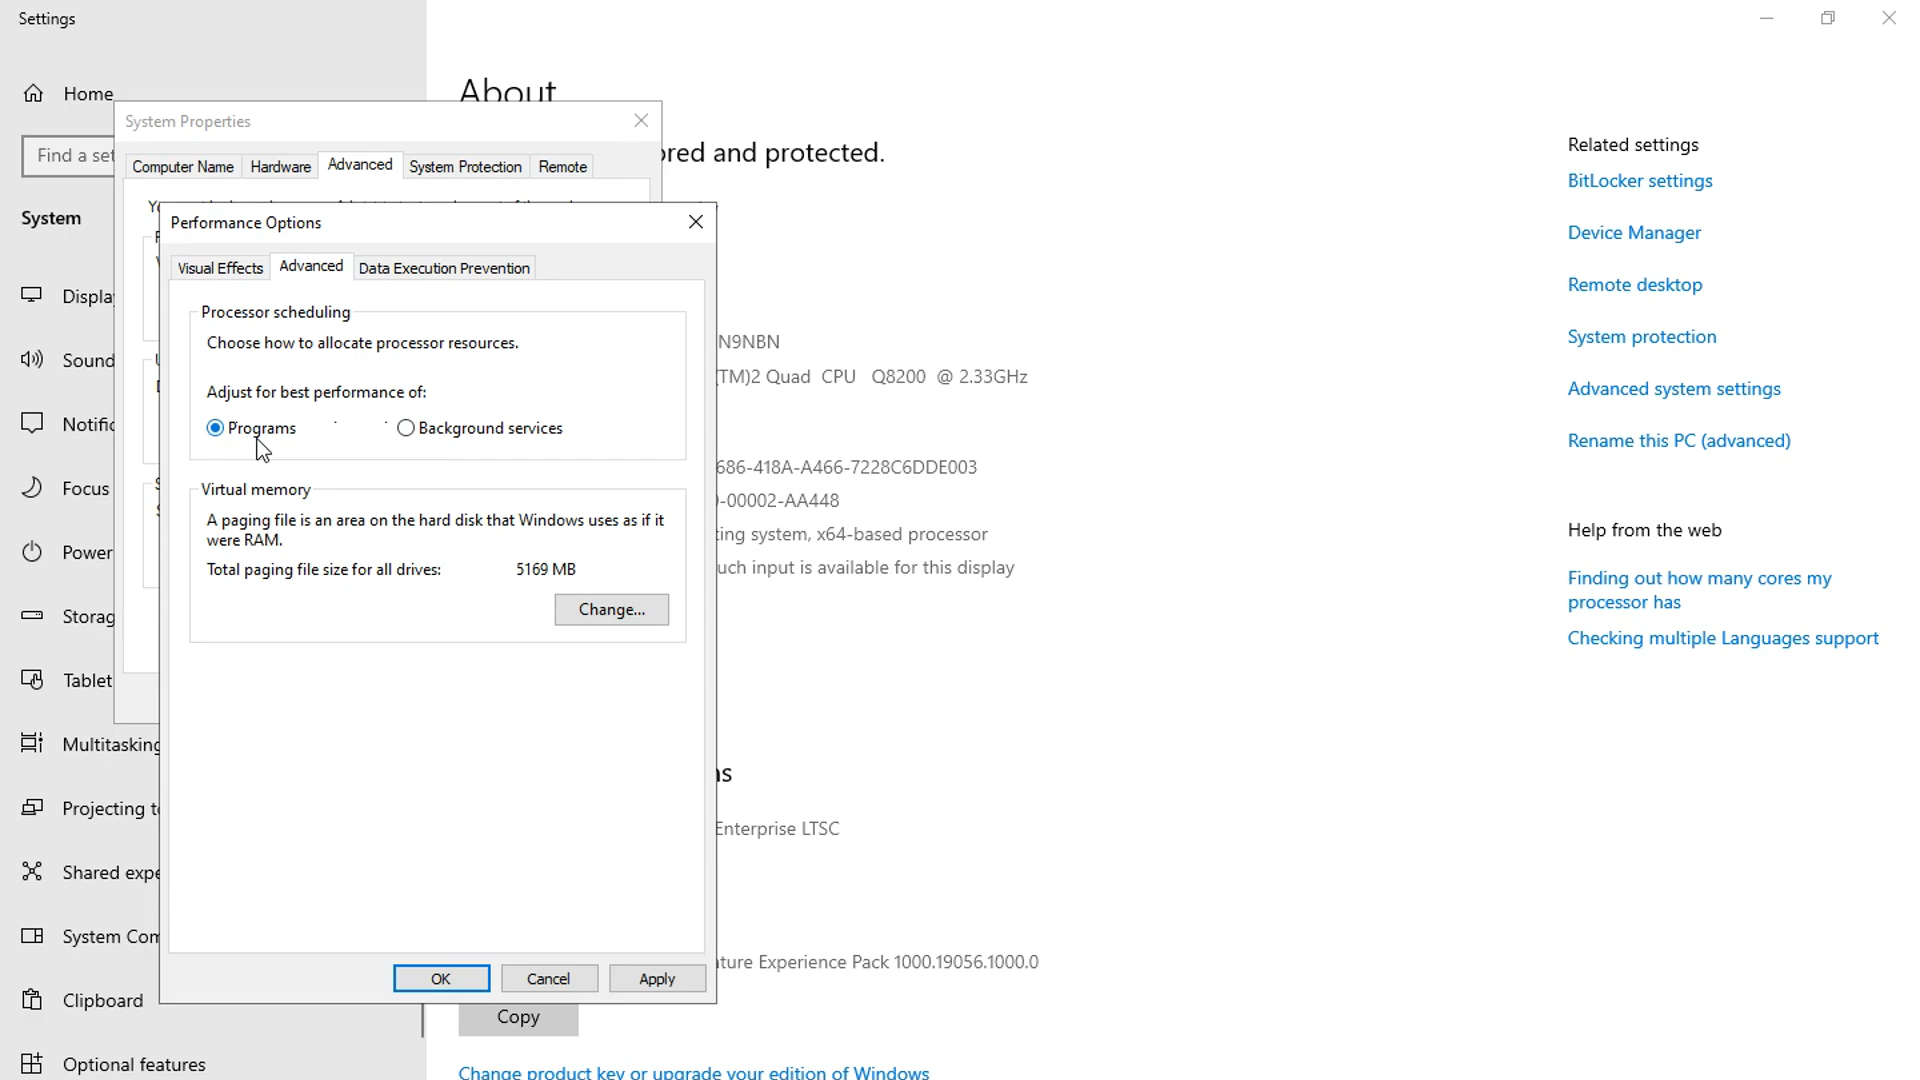 Settings
Home
Find a set
System
Display
Sound
Notific
Focus
Power
Storag
Tablet
Multitasking
Projecting to
Shared expe
System Com
Clipboard
Optional features
About
ored and protected.
N9NBN
(TM)2 Quad CPU Q8200 @ 2.33GHz
686-418A-A466-7228C6DDE003
-00002-AA448
ting system, x64-based processor
uch input is available for this display
ns
Enterprise LTSC
ture Experience Pack 1000.19056.1000.0
Copy
Change product key or upgrade your edition of Windows
System Properties
Computer Name
Hardware
Advanced
System Protection
Remote
Performance Options
Visual Effects
Advanced
Data Execution Prevention
Processor scheduling
Choose how to allocate processor resources.
Adjust for best performance of:
Programs
Background services
Virtual memory
A paging file is an area on the hard disk that Windows uses as if it
were RAM.
Total paging file size for all drives: 5169 MB
Change...
OK
Cancel
Apply
Related settings
BitLocker settings
Device Manager
Remote desktop
System protection
Advanced system settings
Rename this PC (advanced)
Help from the web
Finding out how many cores my
processor has
Checking multiple Languages support